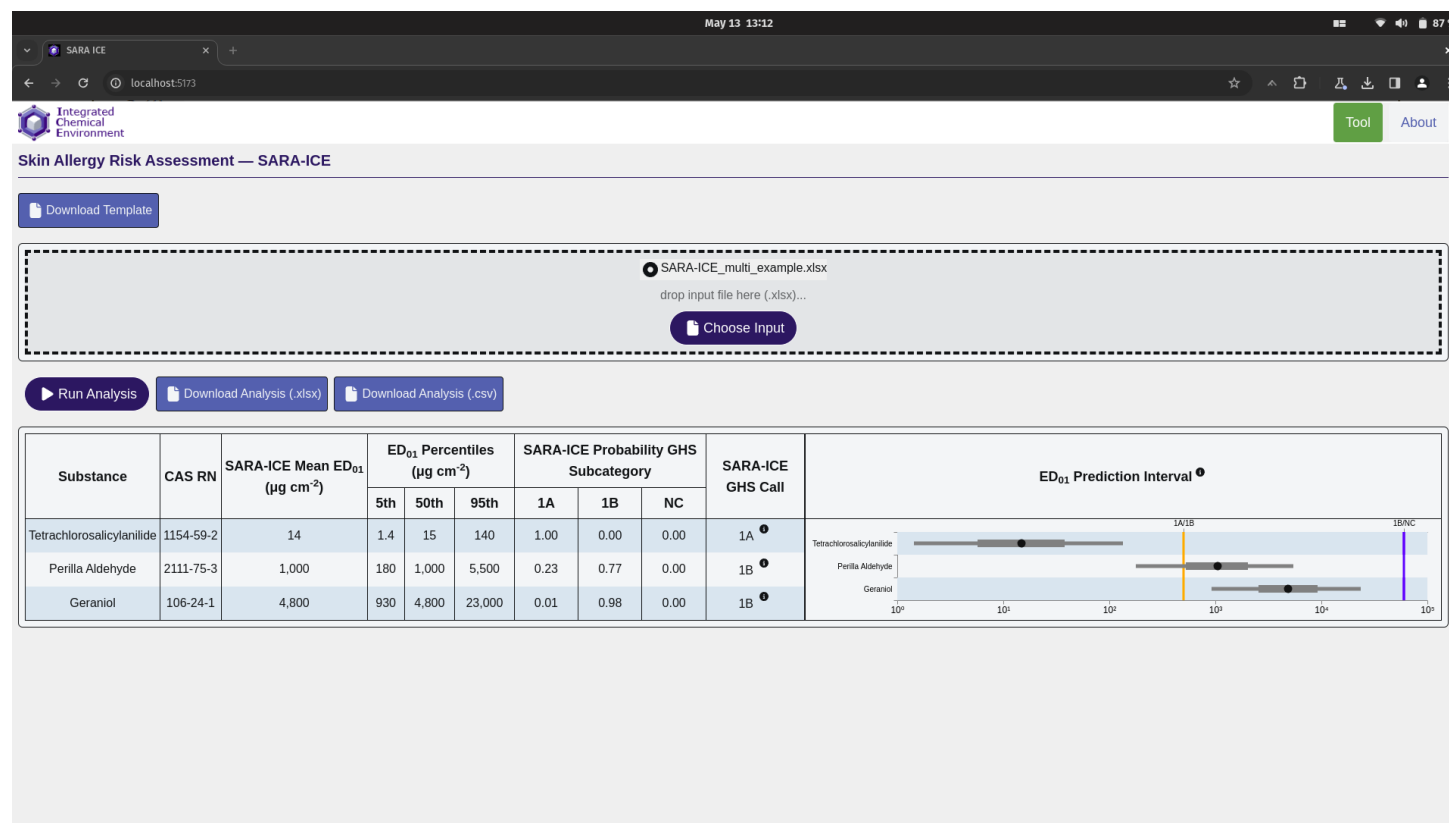 May 13 13:12
87
SARA ICE
localhost:5173
Integrated
Chemical
Environment
Tool
About
Skin Allergy Risk Assessment — SARA-ICE
Download Template
SARA-ICE_multi_example.xlsx
drop input file here (.xlsx)...
Choose Input
Run Analysis
Download Analysis (.xlsx)
Download Analysis (.csv)
Substance
CAS RN
SARA-ICE Mean ED₀₁
(µg cm⁻²)
ED₀₁ Percentiles
(µg cm⁻²)
SARA-ICE Probability GHS
Subcategory
SARA-ICE
GHS Call
ED₀₁ Prediction Interval
5th 50th 95th 1A 1B NC
Tetrachlorosalicylanilide 1154-59-2 14 1.4 15 140 1.00 0.00 0.00 1A
Perilla Aldehyde 2111-75-3 1,000 180 1,000 5,500 0.23 0.77 0.00 1B
Geraniol 106-24-1 4,800 930 4,800 23,000 0.01 0.98 0.00 1B
1A/1B 1B/NC
Tetrachlorosalicylanilide
Perilla Aldehyde
Geraniol
10⁰ 10¹ 10² 10³ 10⁴ 10⁵